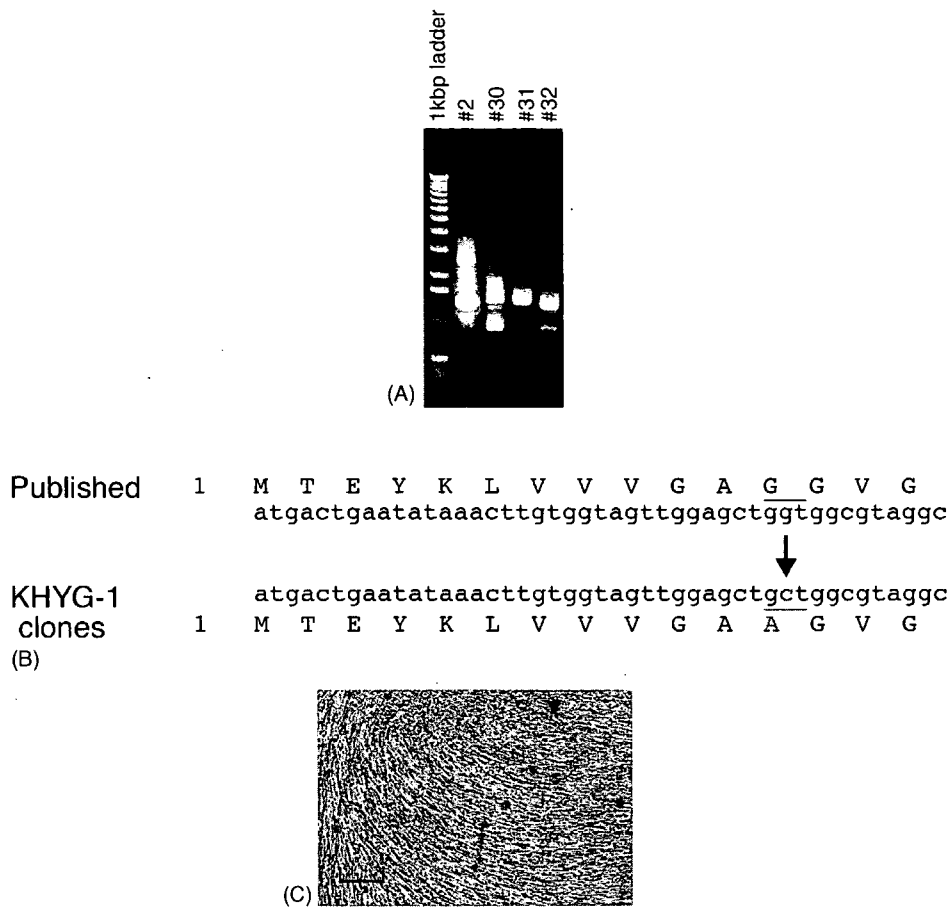 1kbp ladder
#2
#30
#31
#32
(A)
Published 1 M T E Y K L V V V G A G G V G
atgactgaatataaacttgtggtagttggagctggtggcgtaggc
KHYG-1 atgactgaatataaacttgtggtagttggagctgctggcgtaggc
clones 1 M T E Y K L V V V G A A G V G
(B)
(C)